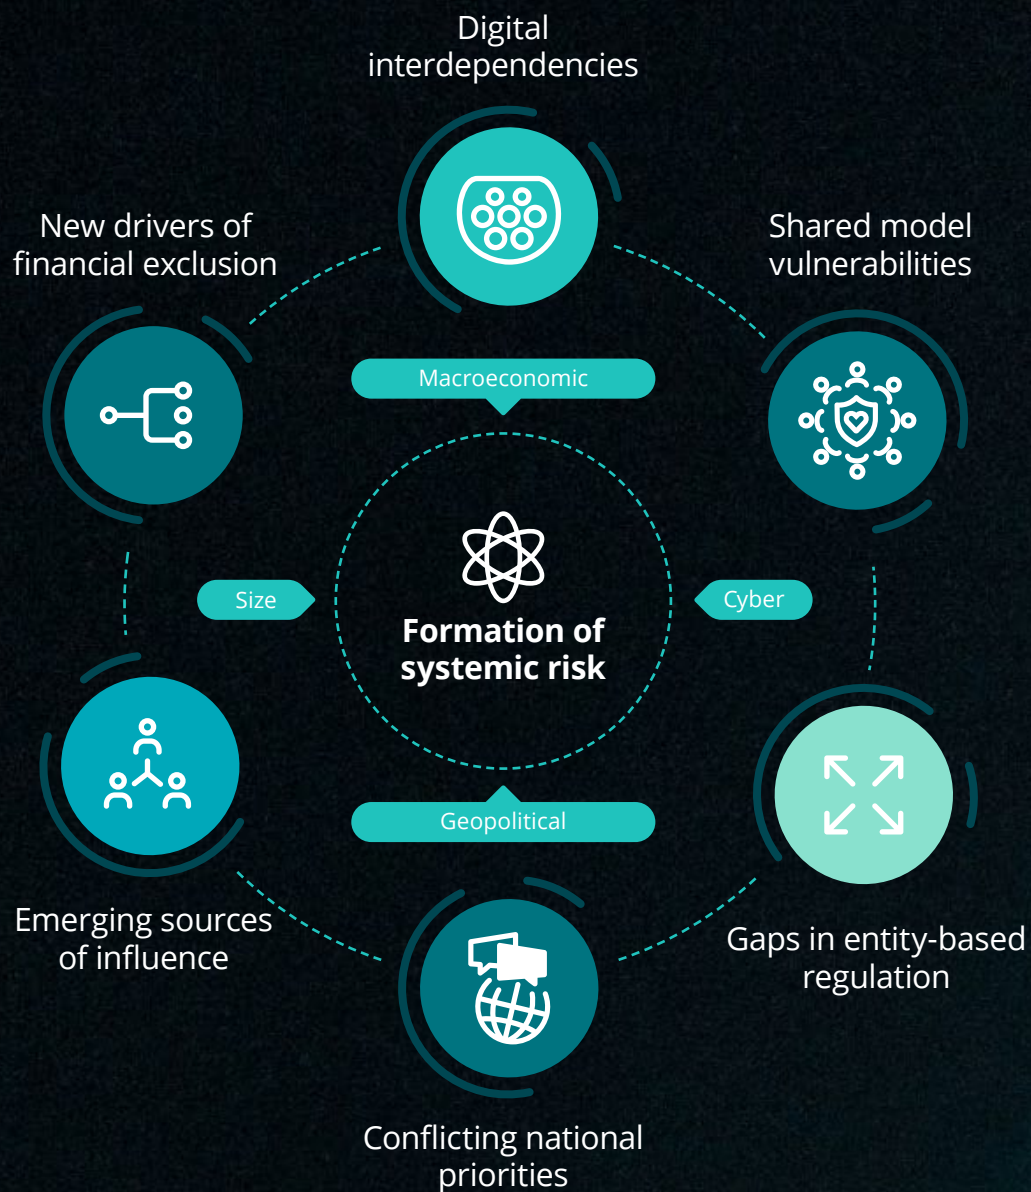 Digital
interdependencies
New drivers of
financial exclusion
Shared model
vulnerabilities
Macroeconomic
Size
Cyber
Formation of
systemic risk
Geopolitical
Emerging sources
of influence
Gaps in entity-based
regulation
Conflicting national
priorities